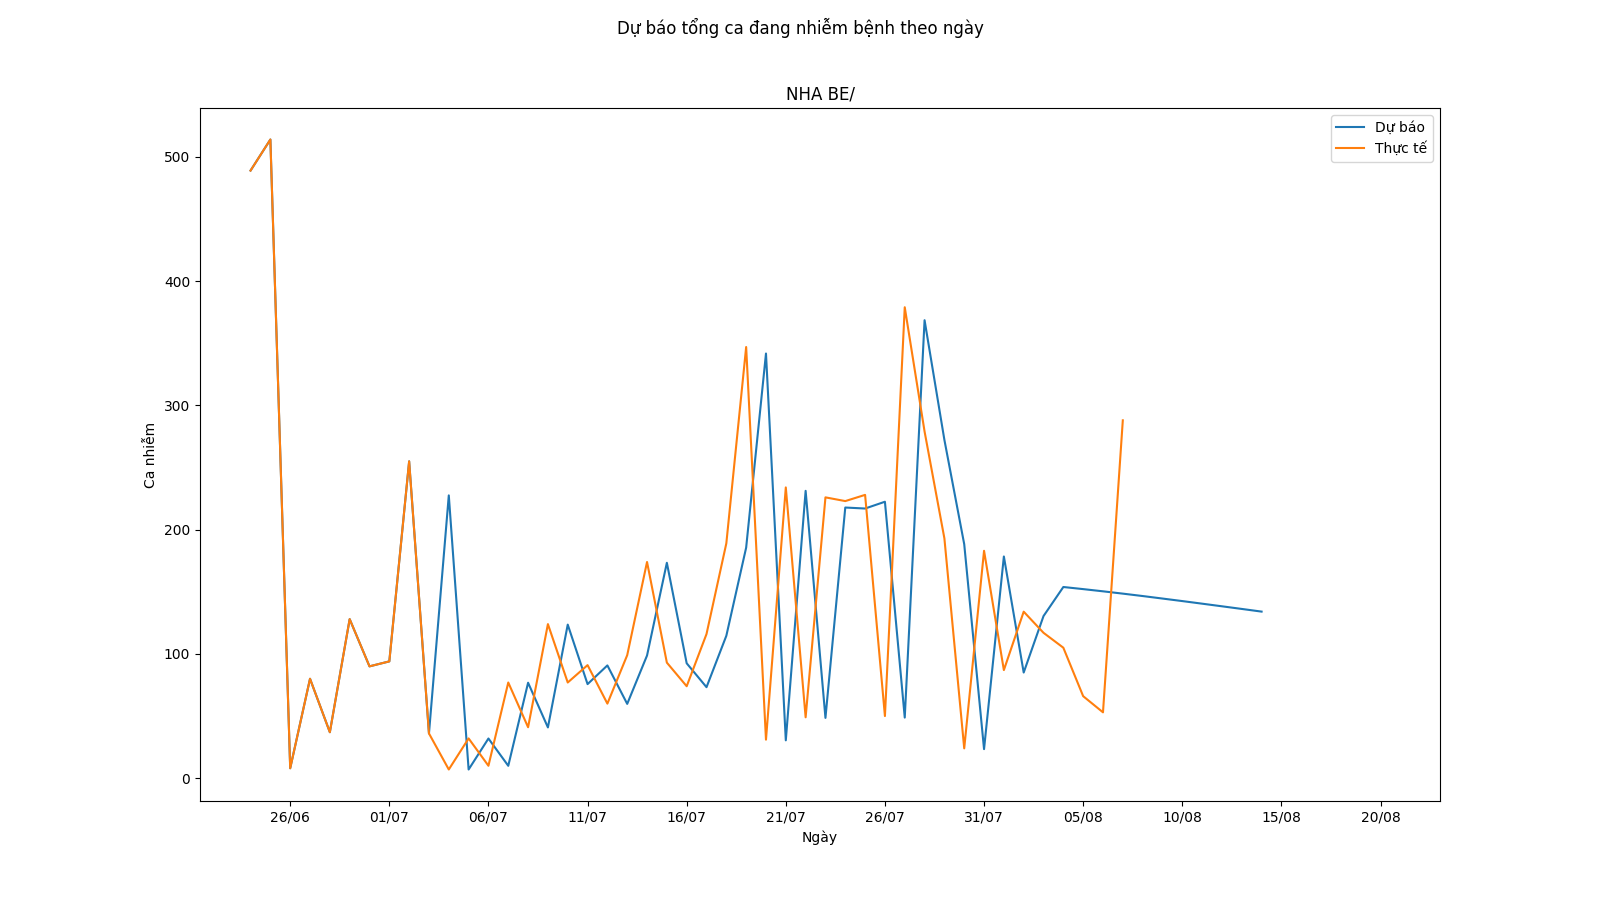 Dự báo tổng ca đang nhiễm bệnh theo ngày
NHA BE/
Dự báo
Thực tế
500
400
300
200
100
0
Ca nhiễm
26/06 01/07 06/07 11/07 16/07 21/07 26/07 31/07 05/08 10/08 15/08 20/08
Ngày